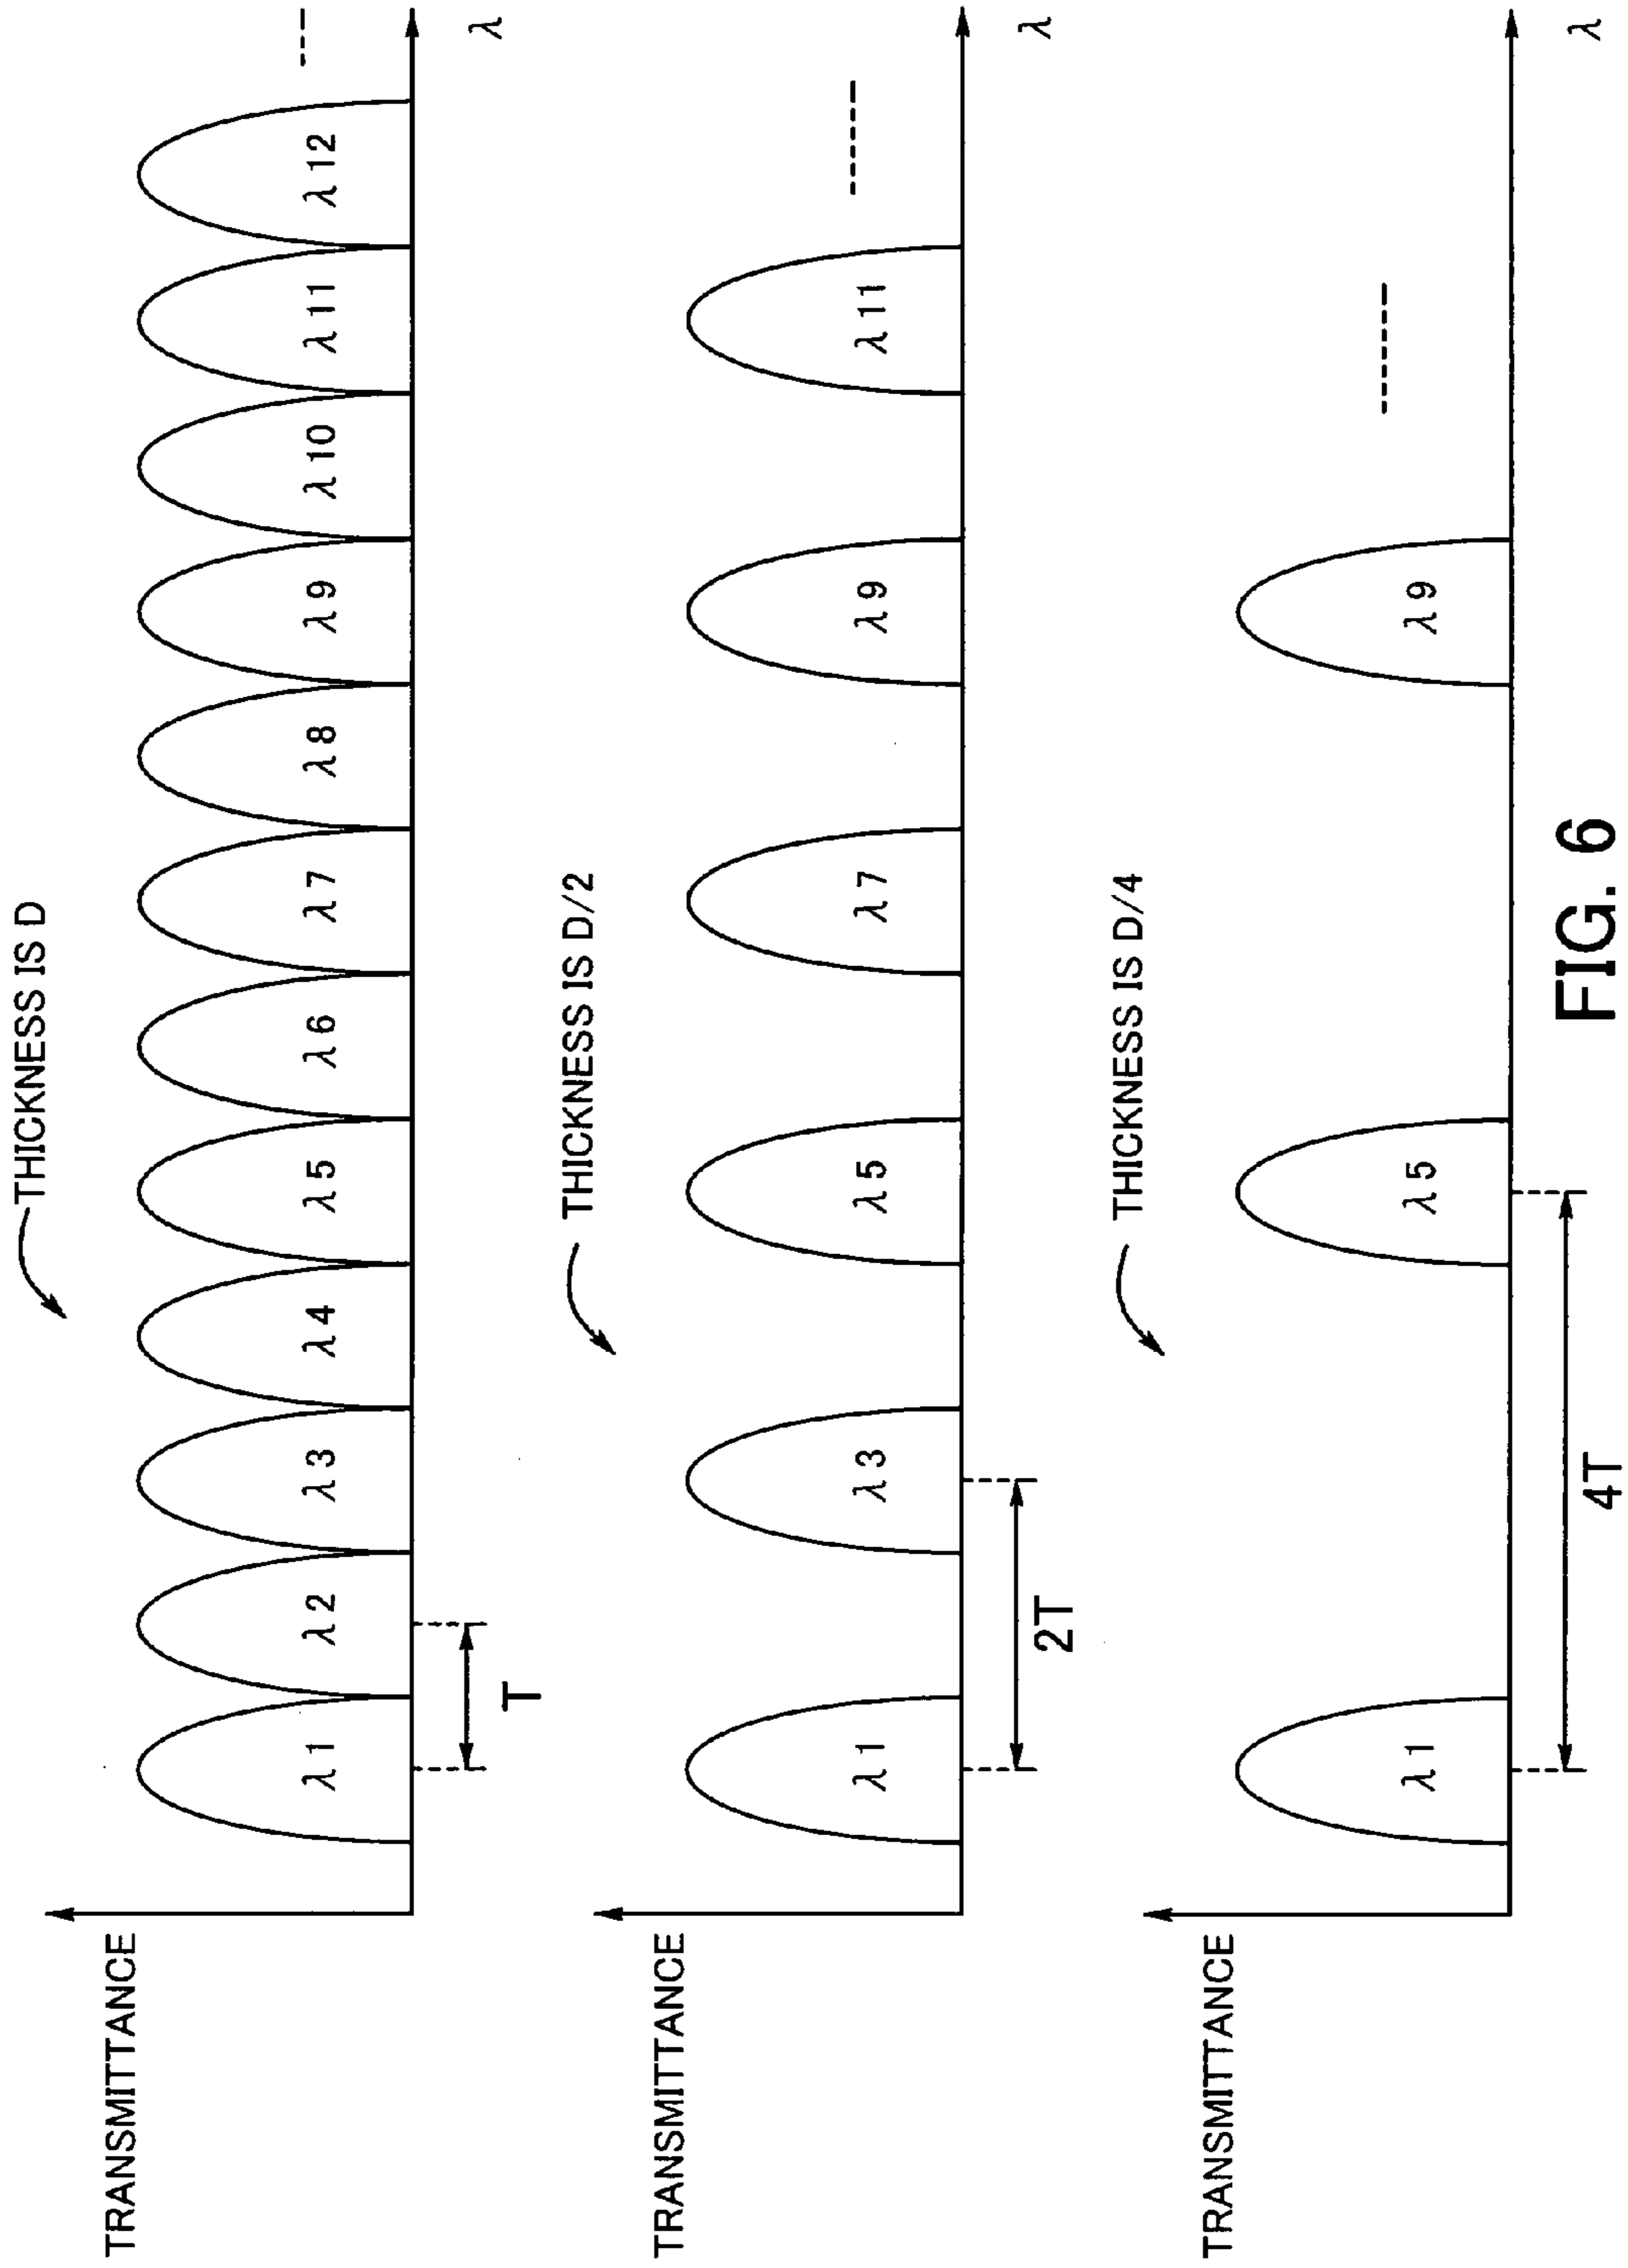 THICKNESS IS D
TRANSMITTANCE
λ1 λ2 λ3 λ4 λ5 λ6 λ7 λ8 λ9 λ10 λ11 λ12
λ
T
THICKNESS IS D/2
TRANSMITTANCE
λ1 λ3 λ5 λ7 λ9 λ11
λ
2T
THICKNESS IS D/4
TRANSMITTANCE
λ1 λ5 λ9
λ
4T
FIG. 6